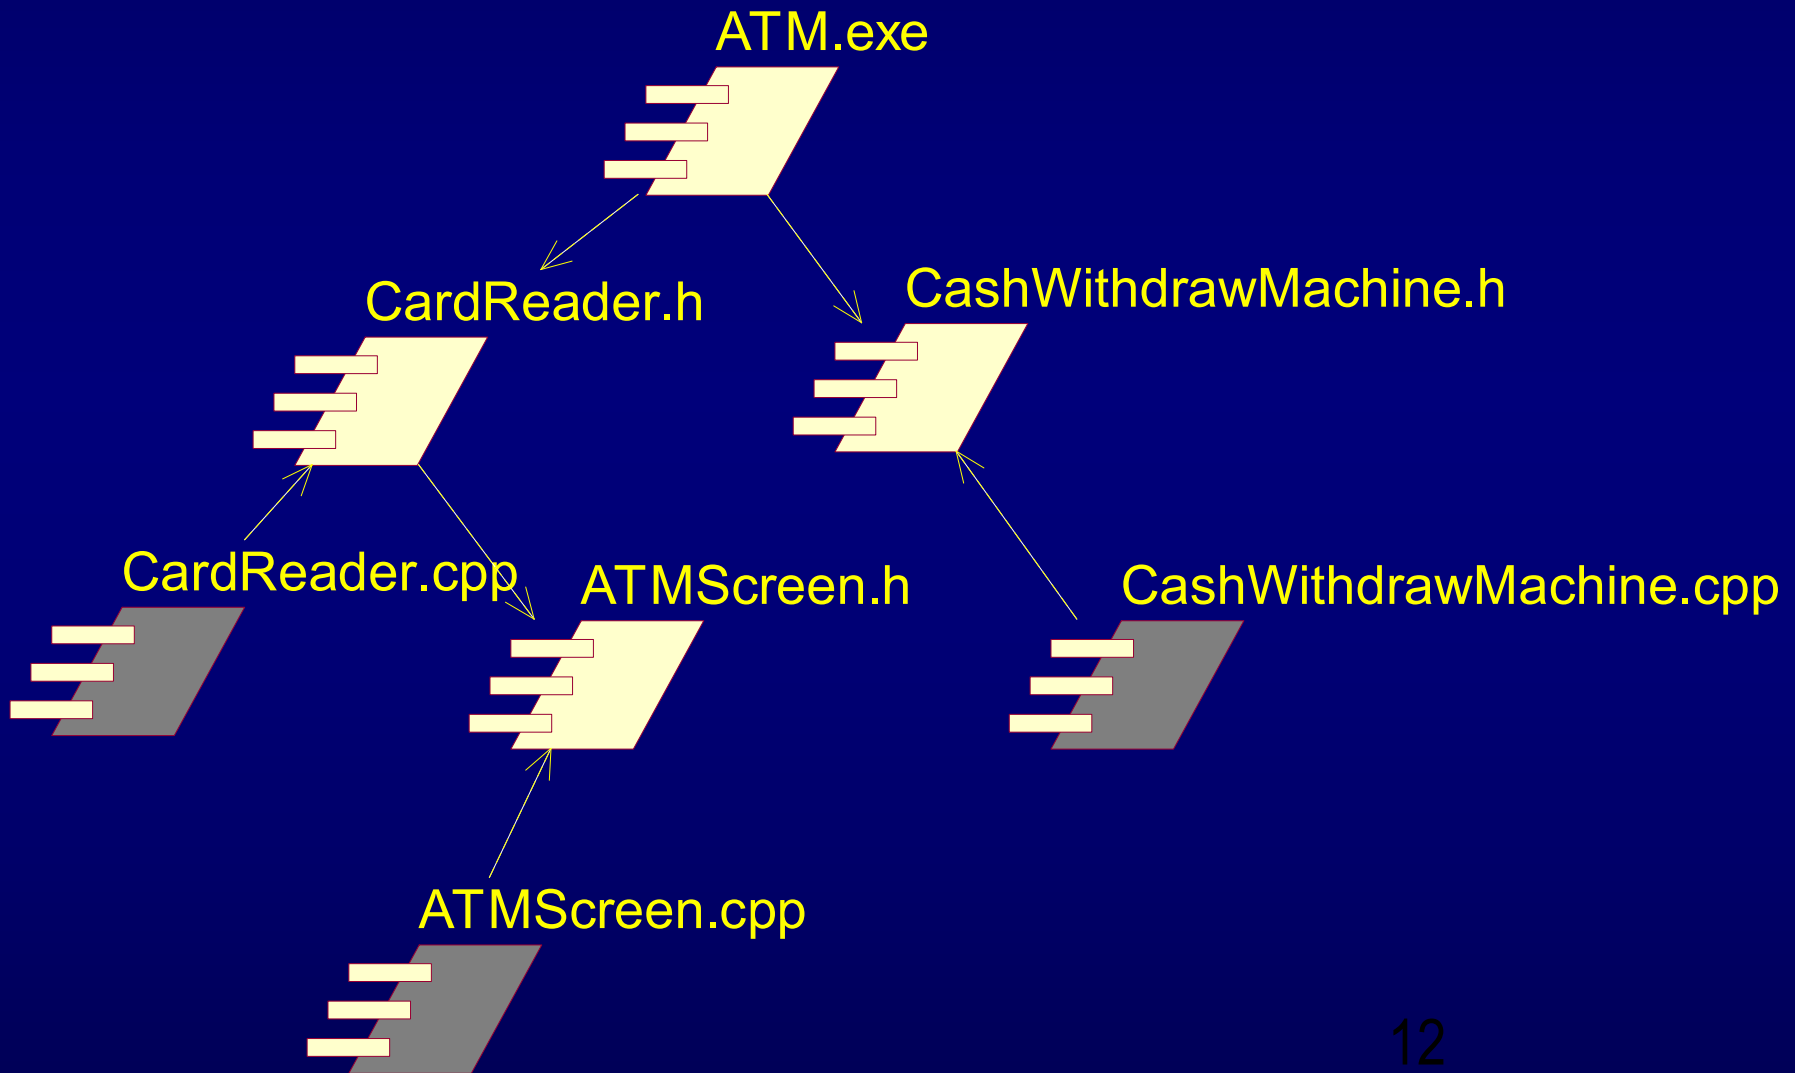 ATM.exe
CardReader.h
CashWithdrawMachine.h
CardReader.cpp
ATMScreen.h
CashWithdrawMachine.cpp
ATMScreen.cpp
12